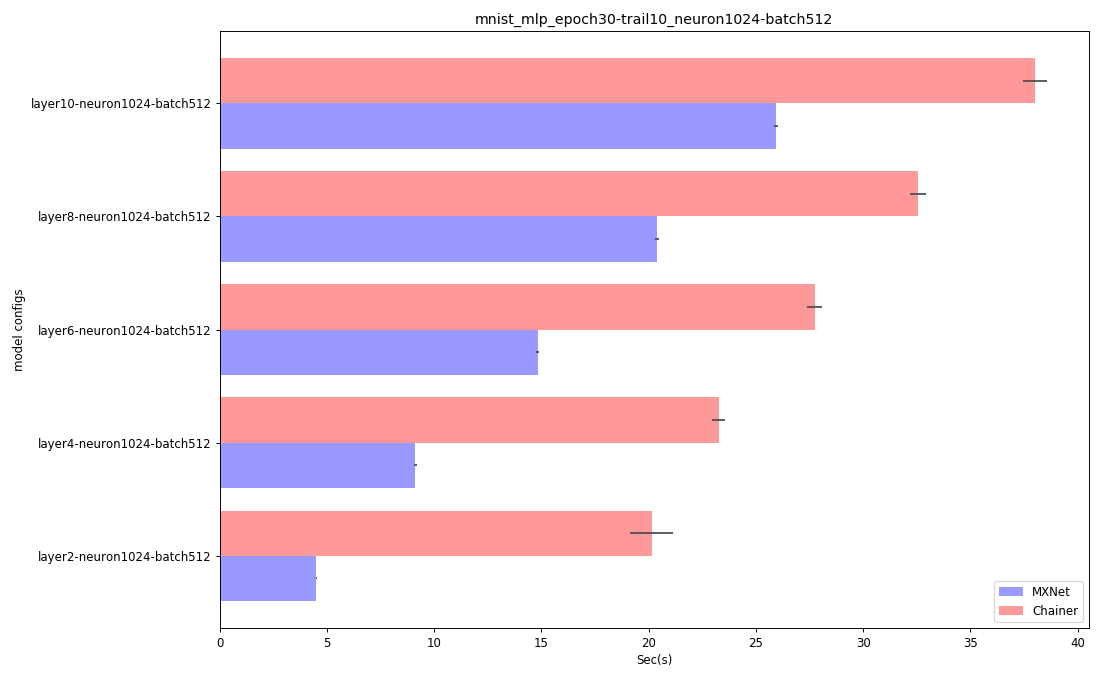 mnist_mlp_epoch30-trail10_neuron1024-batch512
layer10-neuron1024-batch512
layer8-neuron1024-batch512
layer6-neuron1024-batch512
layer4-neuron1024-batch512
layer2-neuron1024-batch512
model configs
MXNet
Chainer
0 5 10 15 20 25 30 35 40
Sec(s)